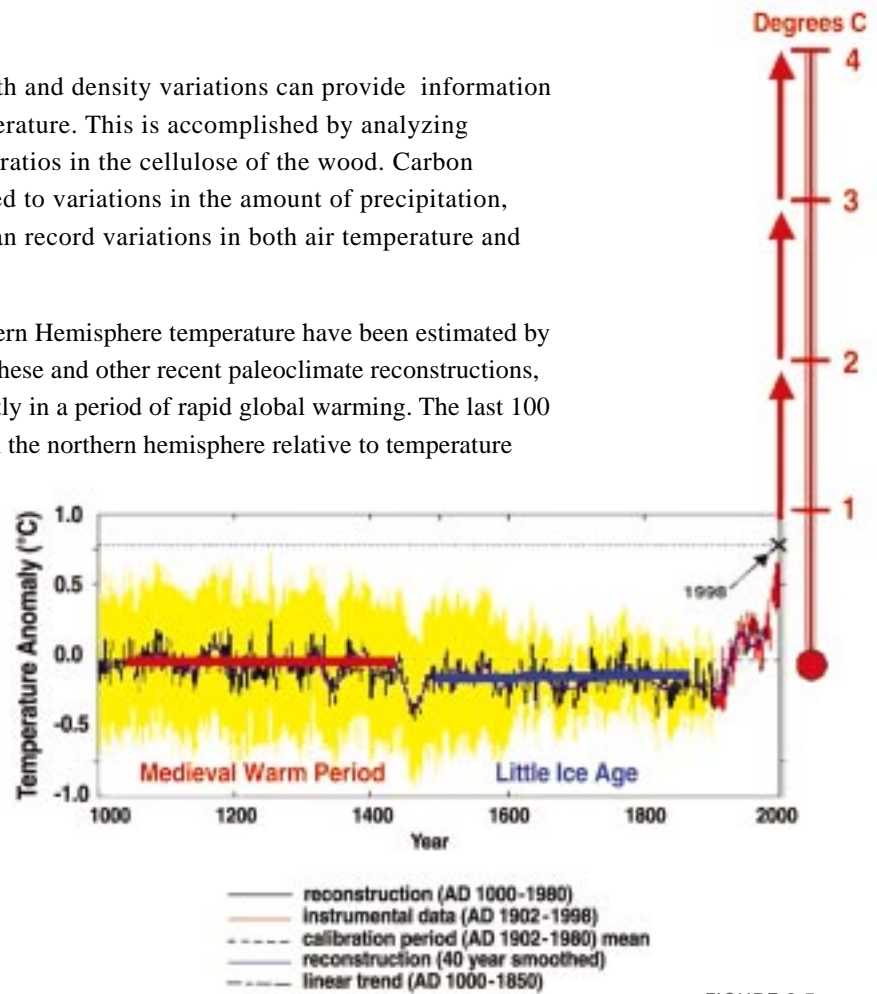 Degrees C
4
3
2
1
th and density variations can provide information
erature. This is accomplished by analyzing
ratios in the cellulose of the wood. Carbon
ed to variations in the amount of precipitation,
an record variations in both air temperature and
ern Hemisphere temperature have been estimated by
hese and other recent paleoclimate reconstructions,
tly in a period of rapid global warming. The last 100
the northern hemisphere relative to temperature
Temperature Anomaly (°C)
1.0
0.5
0.0
-0.5
-1.0
1998
Medieval Warm Period
Little Ice Age
1000 1200 1400 1600 1800 2000
Year
reconstruction (AD 1000-1980)
instrumental data (AD 1902-1998)
calibration period (AD 1902-1980) mean
reconstruction (40 year smoothed)
linear trend (AD 1000-1850)